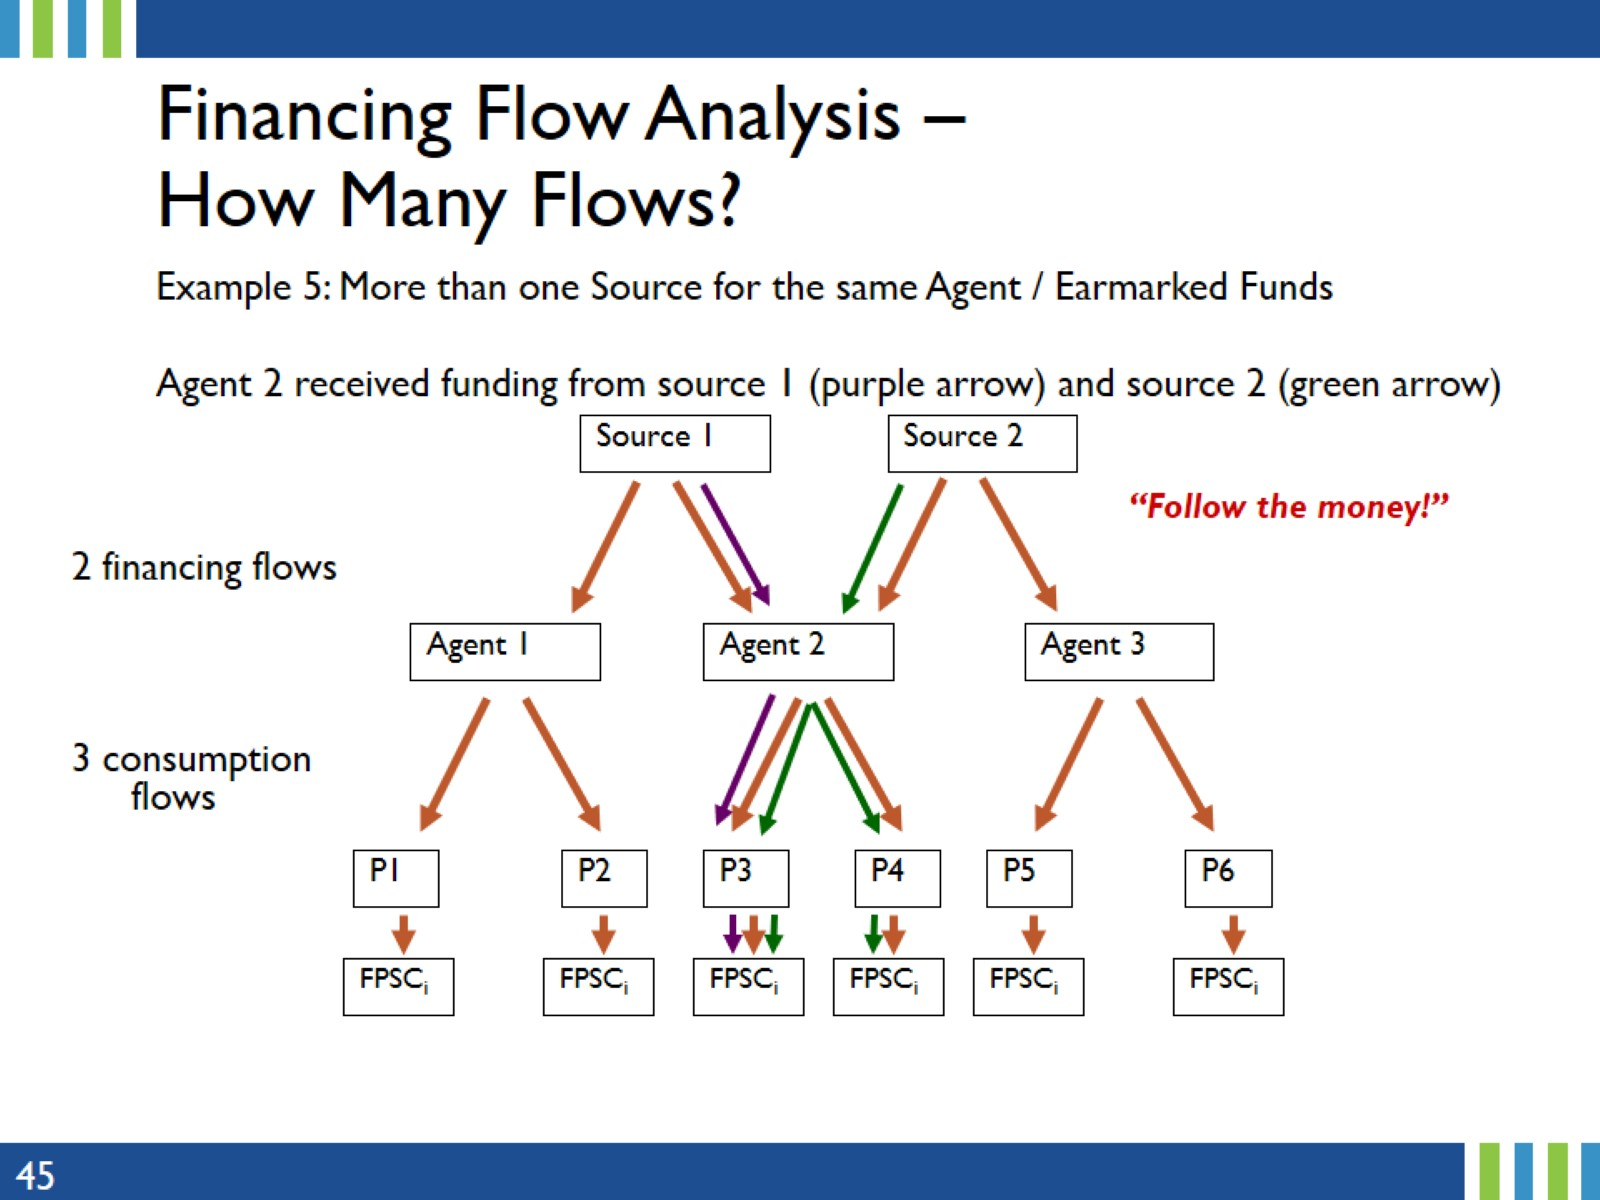 Financing Flow Analysis –
How Many Flows?
Example 5: More than one Source for the same Agent / Earmarked Funds
Agent 2 received funding from source 1 (purple arrow) and source 2 (green arrow)
Source 1
Source 2
“Follow the money!”
2 financing flows
Agent 1
Agent 2
Agent 3
3 consumption
flows
P1
P2
P3
P4
P5
P6
FPSCi
FPSCi
FPSCi
FPSCi
FPSCi
FPSCi
45